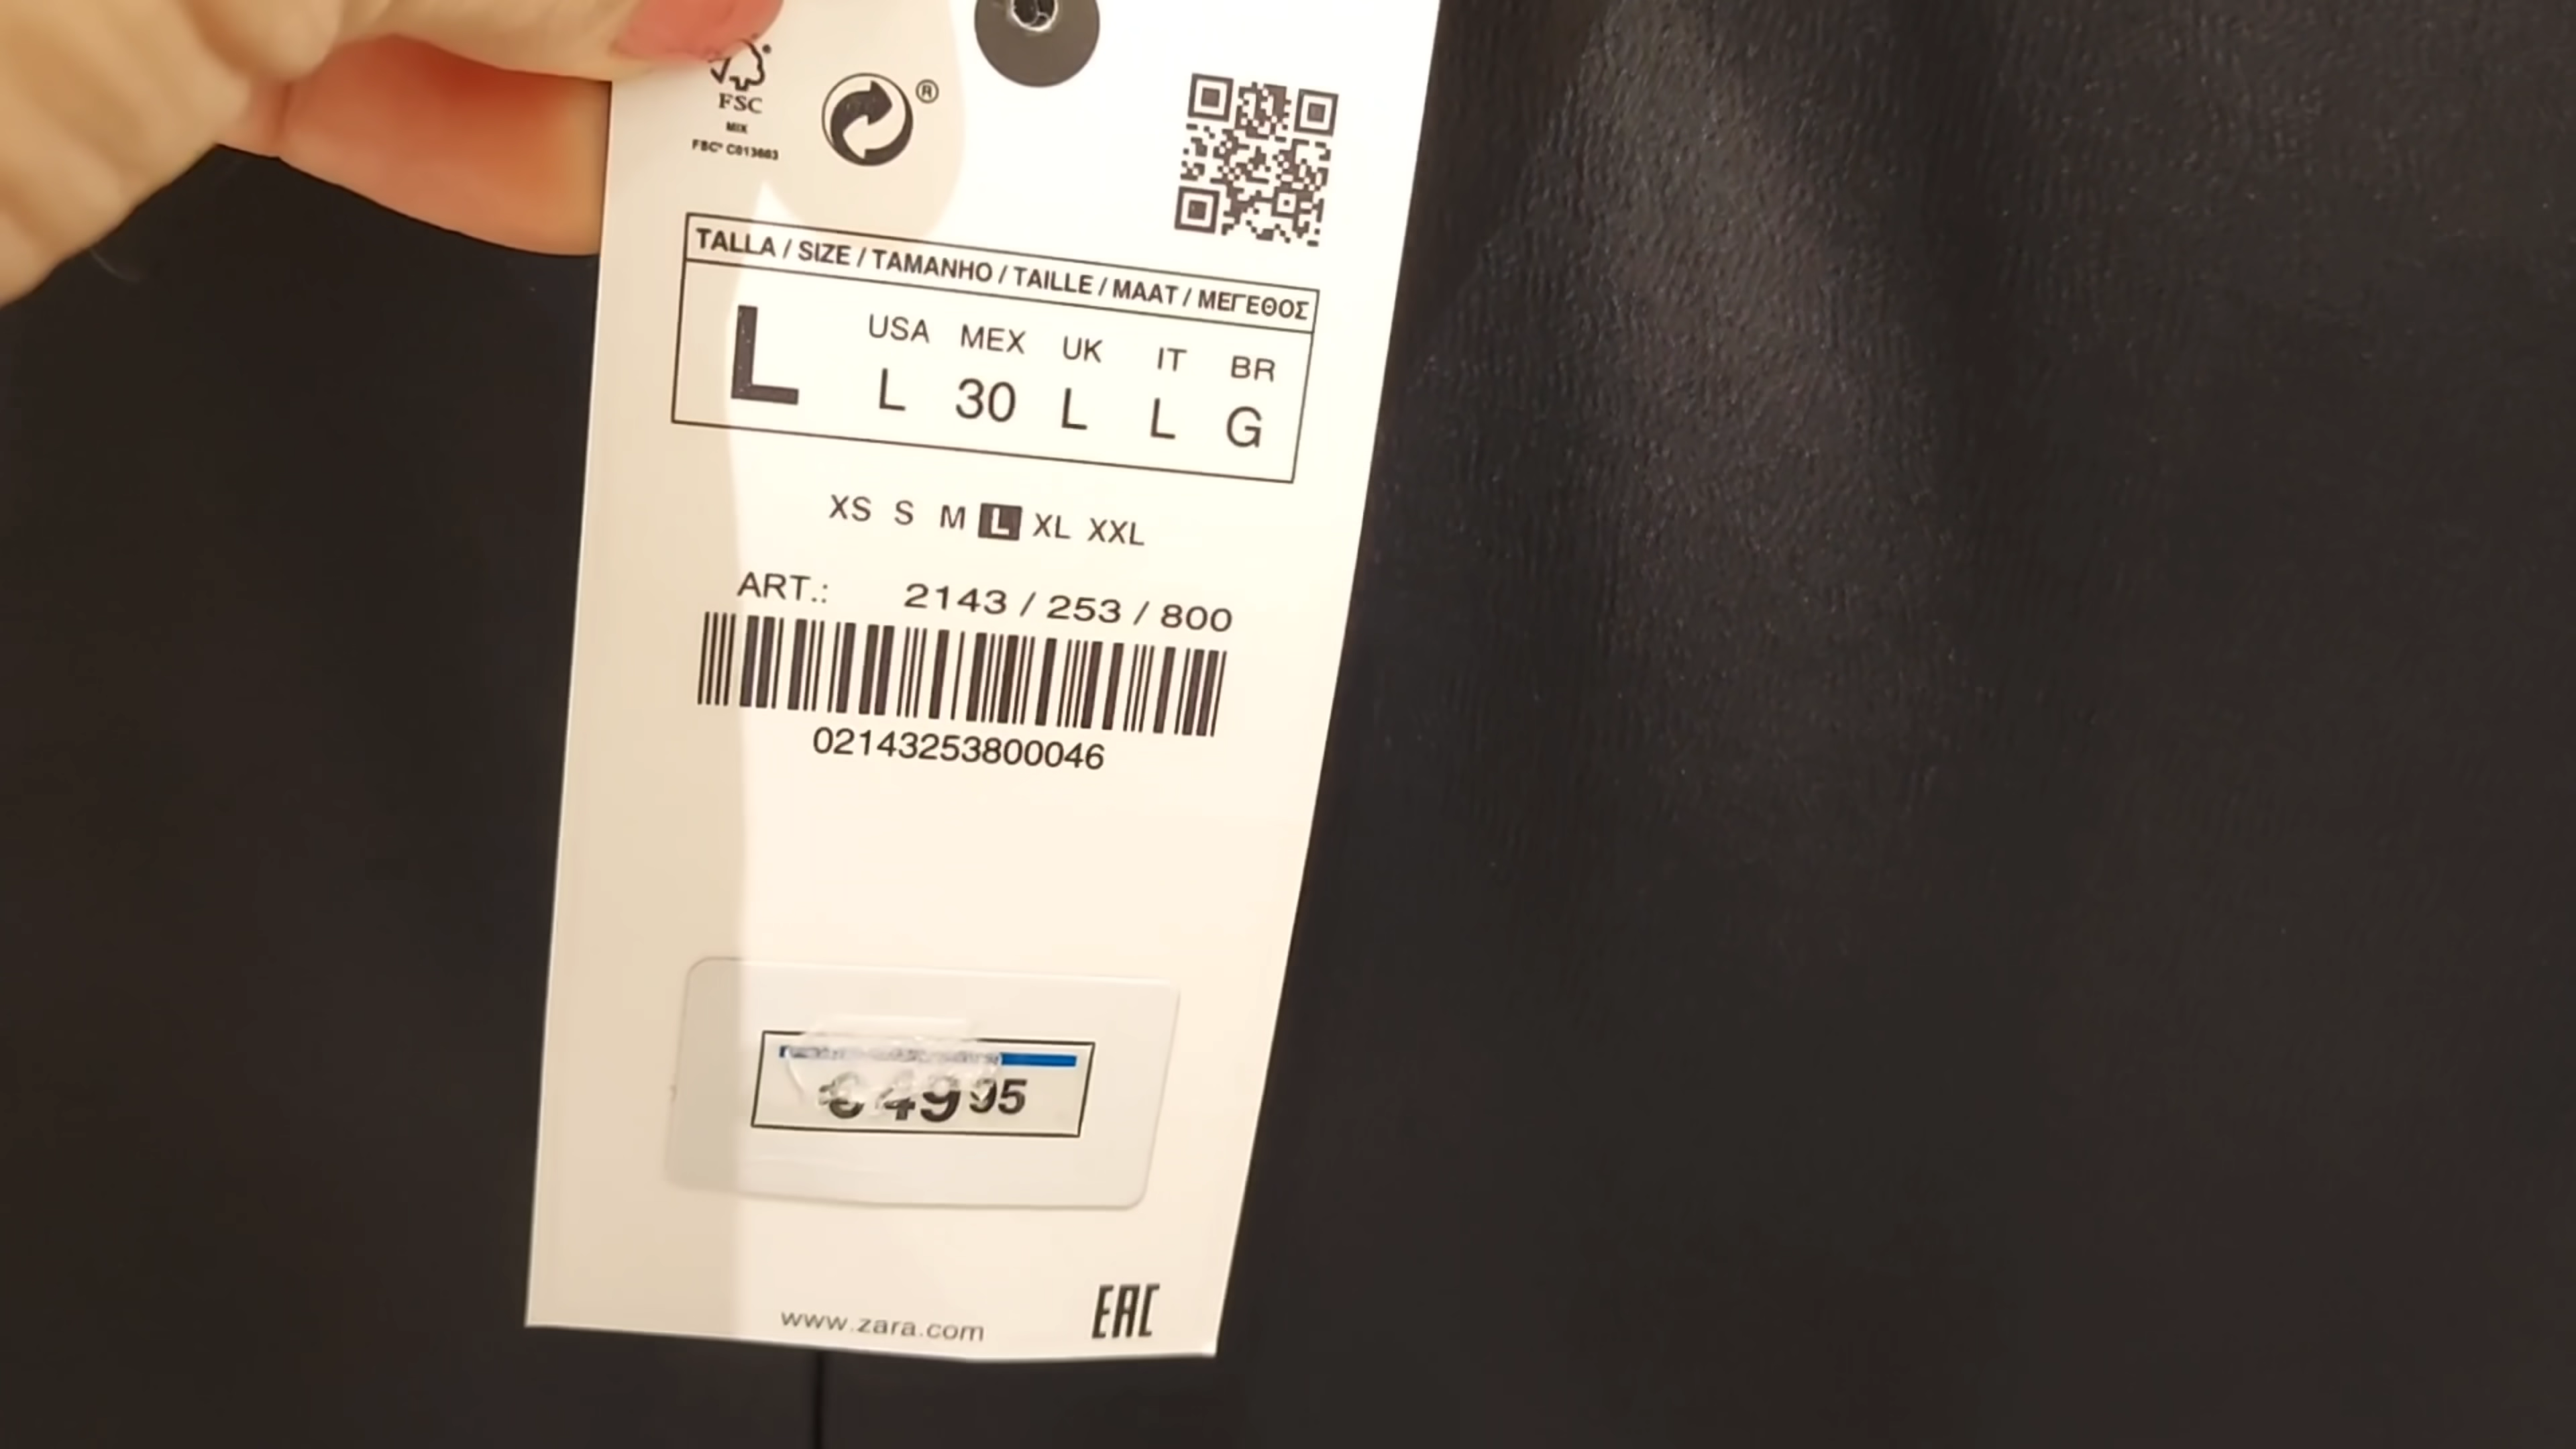 FSC
MIX
FSC® C013663
®
TALLA / SIZE / TAMANHO / TAILLE / MAAT / ΜΕΓΕΘΟΣ
USA MEX UK IT BR
L L 30 L L G
XS S M L XL XXL
ART.: 2143 / 253 / 800
02143253800046
€ 49 95
www.zara.com
EAC